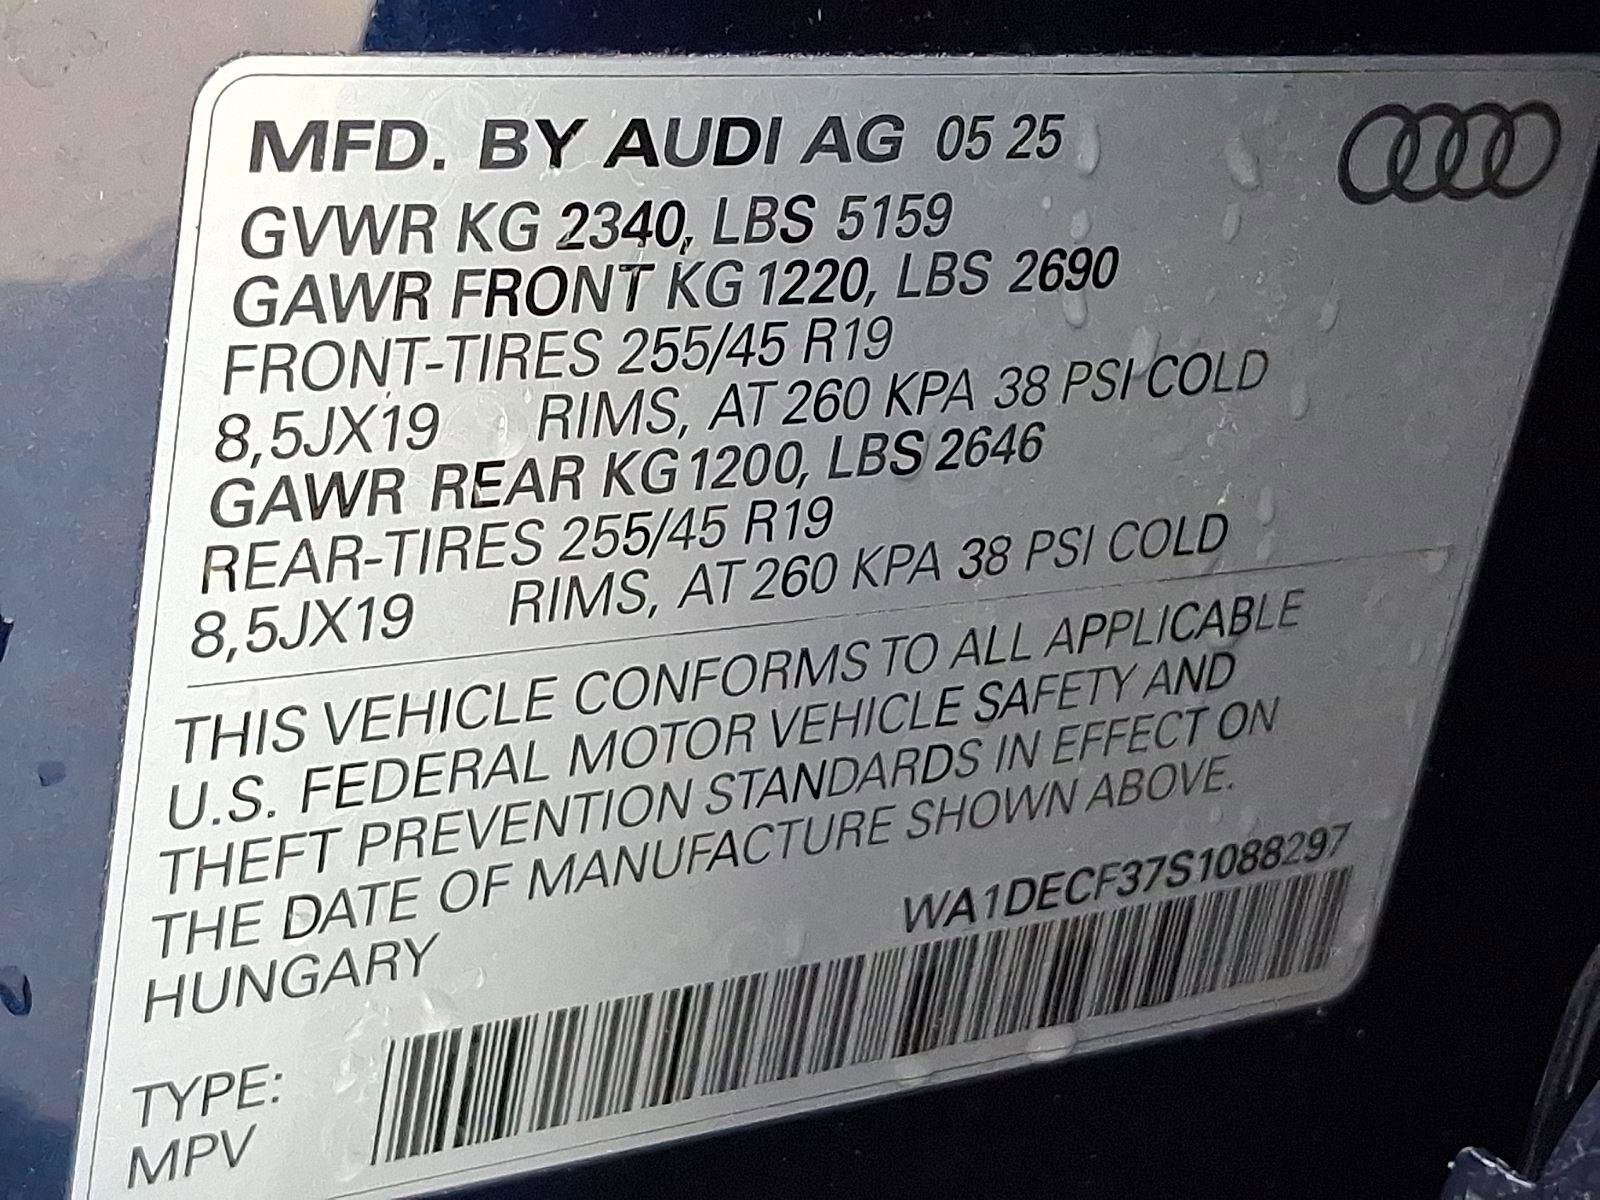 MFD. BY AUDI AG 05 25
GVWR KG 2340, LBS 5159
GAWR FRONT KG 1220, LBS 2690
FRONT-TIRES 255/45 R19
8,5JX19 RIMS, AT 260 KPA 38 PSI COLD
GAWR REAR KG 1200, LBS 2646
REAR-TIRES 255/45 R19
8,5JX19 RIMS, AT 260 KPA 38 PSI COLD
THIS VEHICLE CONFORMS TO ALL APPLICABLE
U.S. FEDERAL MOTOR VEHICLE SAFETY AND
THEFT PREVENTION STANDARDS IN EFFECT ON
THE DATE OF MANUFACTURE SHOWN ABOVE.
HUNGARY
WA1DECF37S1088297
TYPE:
MPV